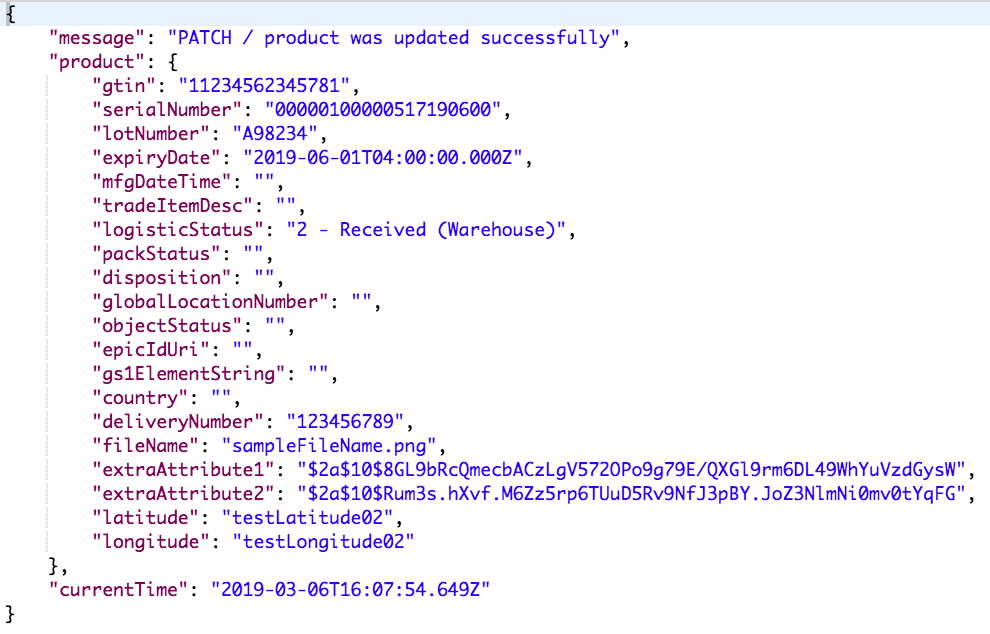 {
    "message": "PATCH / product was updated successfully",
    "product": {
        "gtin": "11234562345781",
        "serialNumber": "00000100000517190600",
        "lotNumber": "A98234",
        "expiryDate": "2019-06-01T04:00:00.000Z",
        "mfgDateTime": "",
        "tradeItemDesc": "",
        "logisticStatus": "2 - Received (Warehouse)",
        "packStatus": "",
        "disposition": "",
        "globalLocationNumber": "",
        "objectStatus": "",
        "epicIdUri": "",
        "gs1ElementString": "",
        "country": "",
        "deliveryNumber": "123456789",
        "fileName": "sampleFileName.png",
        "extraAttribute1": "$2a$10$8GL9bRcQmecbACzLgV572OPo9g79E/QXGl9rm6DL49WhYuVzdGysW",
        "extraAttribute2": "$2a$10$Rum3s.hXvf.M6Zz5rp6TUuD5Rv9NfJ3pBY.JoZ3NlmNi0mv0tYqFG",
        "latitude": "testLatitude02",
        "longitude": "testLongitude02"
    },
    "currentTime": "2019-03-06T16:07:54.649Z"
}